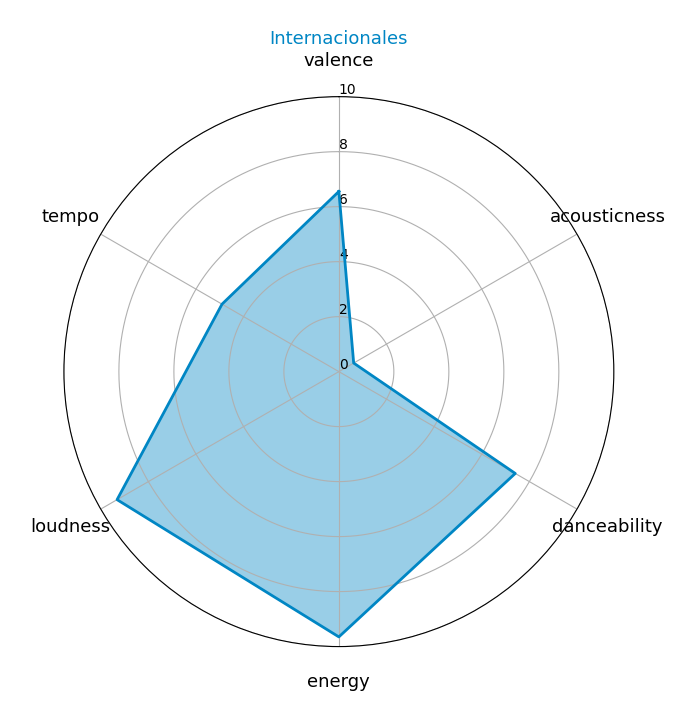 Internacionales
valence
10
8
6
4
2
0
tempo
acousticness
loudness
danceability
energy